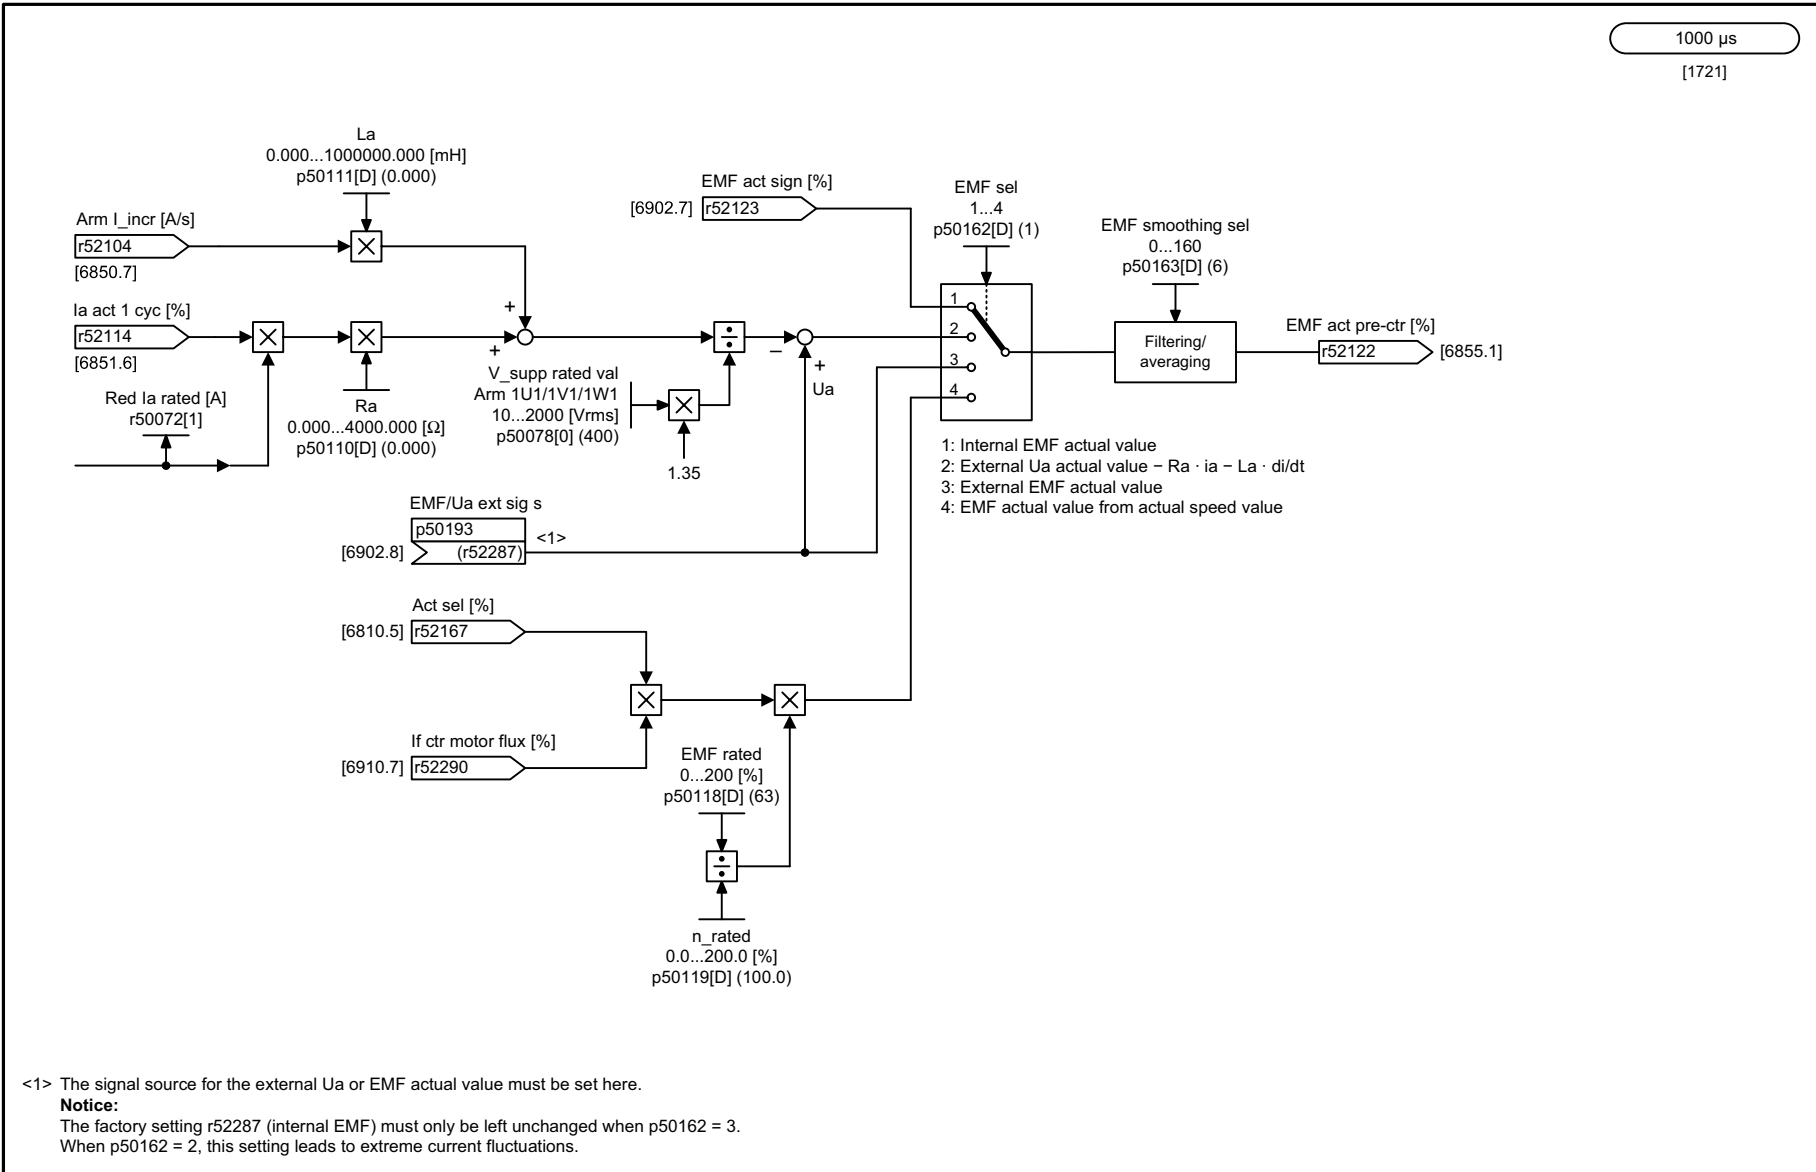 1000 µs
[1721]
La
0.000...1000000.000 [mH]
p50111[D] (0.000)
Arm I_incr [A/s]
r52104
[6850.7]
Ia act 1 cyc [%]
r52114
[6851.6]
Red Ia rated [A]
r50072[1]
Ra
0.000...4000.000 [Ω]
p50110[D] (0.000)
+
+
V_supp rated val
Arm 1U1/1V1/1W1
10...2000 [Vrms]
p50078[0] (400)
1.35
−
+
Ua
EMF act sign [%]
[6902.7] r52123
EMF sel
1...4
p50162[D] (1)
1
2
3
4
EMF smoothing sel
0...160
p50163[D] (6)
Filtering/
averaging
EMF act pre-ctr [%]
r52122 [6855.1]
1: Internal EMF actual value
2: External Ua actual value − Ra · ia − La · di/dt
3: External EMF actual value
4: EMF actual value from actual speed value
EMF/Ua ext sig s
p50193
[6902.8] (r52287) <1>
Act sel [%]
[6810.5] r52167
If ctr motor flux [%]
[6910.7] r52290
EMF rated
0...200 [%]
p50118[D] (63)
n_rated
0.0...200.0 [%]
p50119[D] (100.0)
<1> The signal source for the external Ua or EMF actual value must be set here.
Notice:
The factory setting r52287 (internal EMF) must only be left unchanged when p50162 = 3.
When p50162 = 2, this setting leads to extreme current fluctuations.